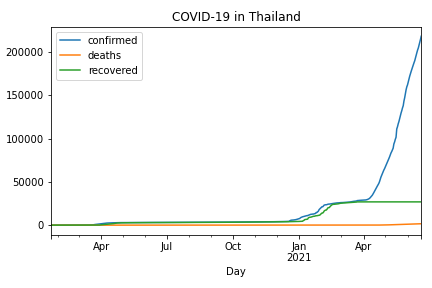 COVID-19 in Thailand
confirmed
deaths
recovered
200000
150000
100000
50000
0
Apr Jul Oct Jan Apr
2021
Day